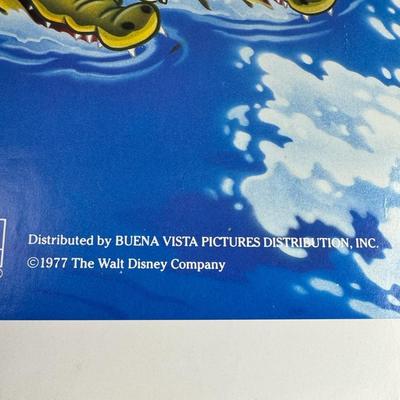 Distributed by BUENA VISTA PICTURES DISTRIBUTION, INC.
©1977 The Walt Disney Company